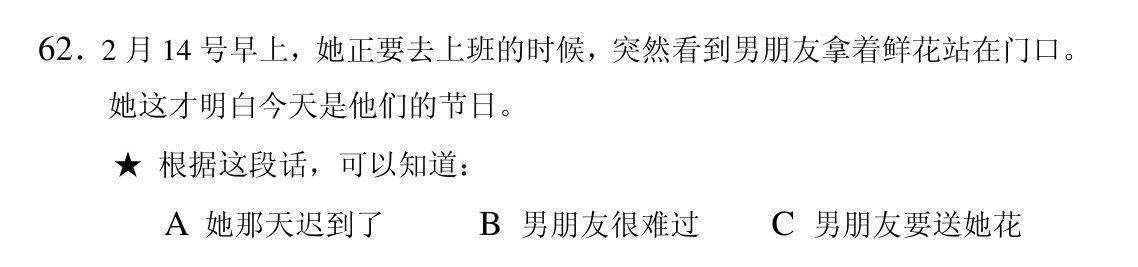 62．2 月 14 号早上，她正要去上班的时候，突然看到男朋友拿着鲜花站在门口。
她这才明白今天是他们的节日。
★ 根据这段话，可以知道：
A 她那天迟到了 B 男朋友很难过 C 男朋友要送她花